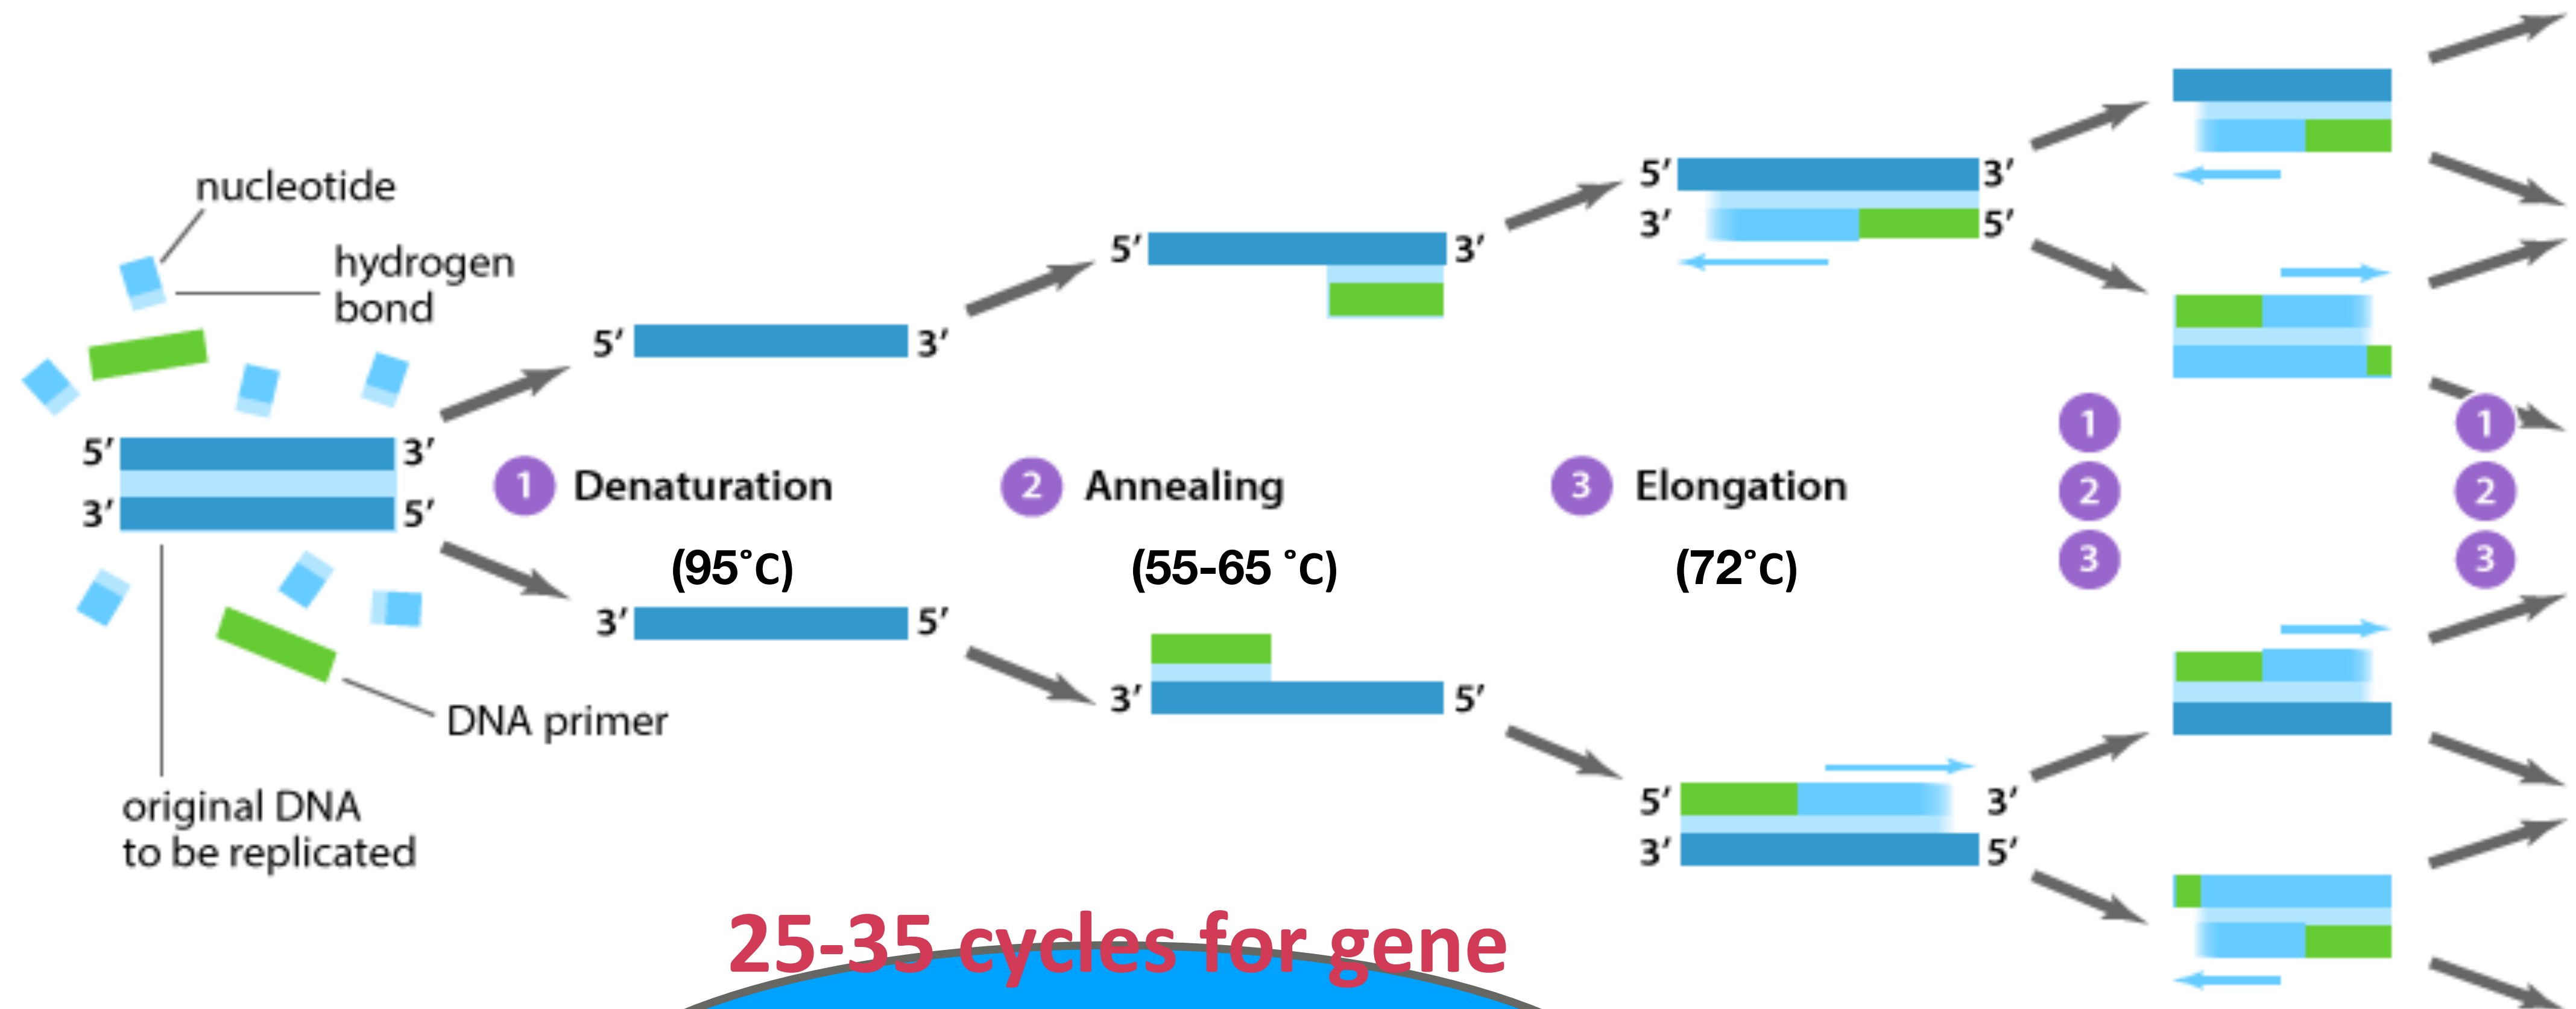 nucleotide
hydrogen
bond
5′ 3′
3′ 5′
DNA primer
original DNA
to be replicated
5′ 3′
1 Denaturation
(95˚C)
3′ 5′
5′ 3′
2 Annealing
(55-65 ˚C)
3′ 5′
5′ 3′
3′ 5′
3 Elongation
(72˚C)
5′ 3′
3′ 5′
1
2
3
1
2
3
25-35 cycles for gene